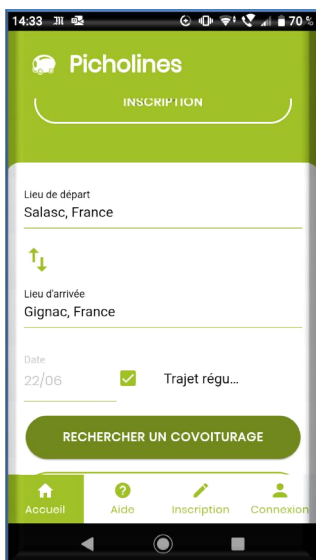 14:33
70 %
Picholines
INSCRIPTION
Lieu de départ
Salasc, France
Lieu d'arrivée
Gignac, France
Date
22/06
Trajet régu...
RECHERCHER UN COVOITURAGE
Accueil
Aide
Inscription
Connexion